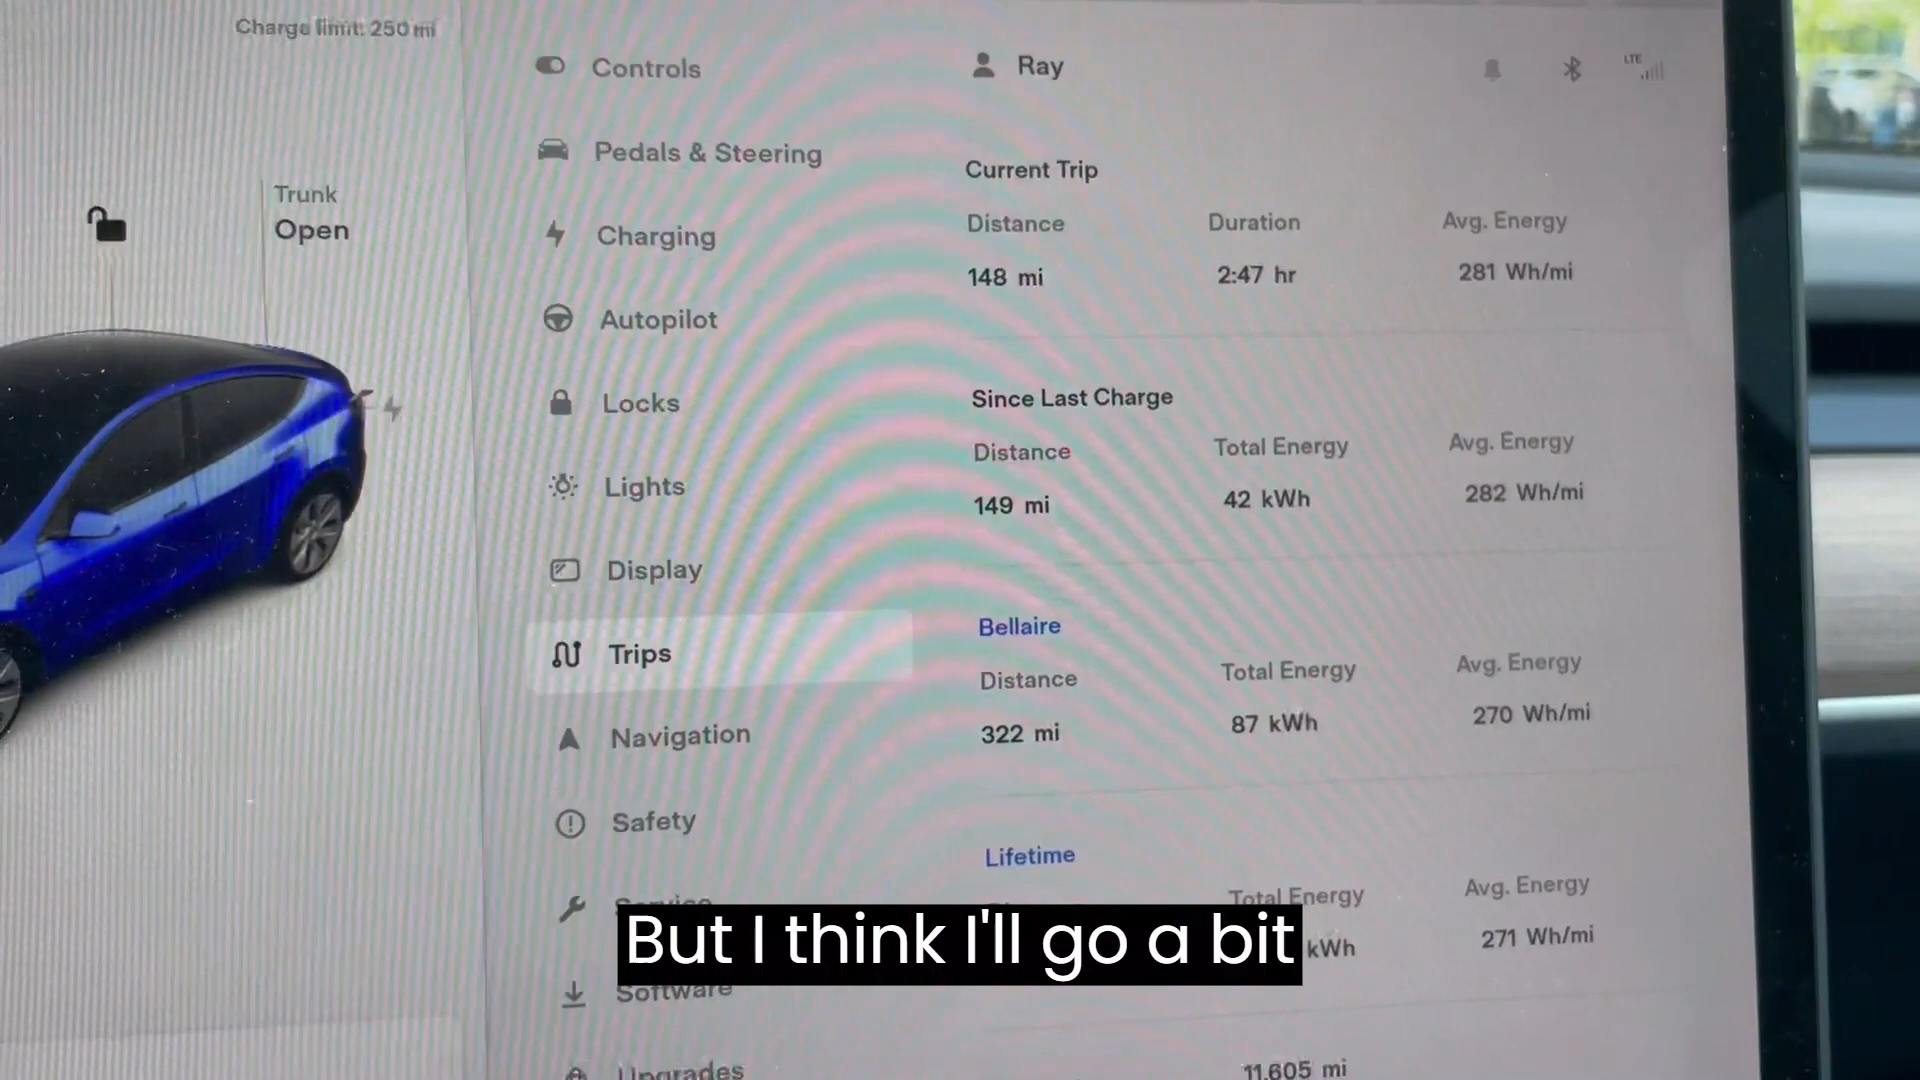 Charge limit: 250 mi
Trunk
Open
Controls
Pedals & Steering
Charging
Autopilot
Locks
Lights
Display
Trips
Navigation
Safety
Service
Software
Upgrades
Ray
LTE
Current Trip
Distance Duration Avg. Energy
148 mi 2:47 hr 281 Wh/mi
Since Last Charge
Distance Total Energy Avg. Energy
149 mi 42 kWh 282 Wh/mi
Bellaire
Distance Total Energy Avg. Energy
322 mi 87 kWh 270 Wh/mi
Lifetime
Total Energy Avg. Energy
kWh 271 Wh/mi
11,605 mi
But I think I'll go a bit